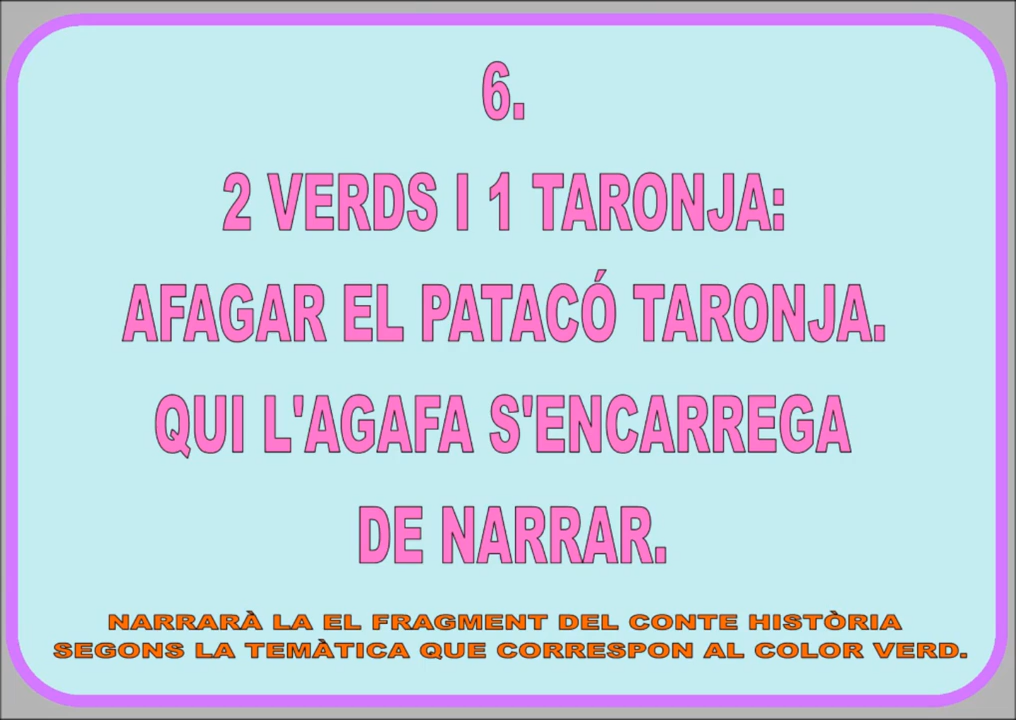 6.
2 VERDS I 1 TARONJA:
AFAGAR EL PATACÓ TARONJA.
QUI L'AGAFA S'ENCARREGA
DE NARRAR.
NARRARÀ LA EL FRAGMENT DEL CONTE HISTÒRIA
SEGONS LA TEMÀTICA QUE CORRESPON AL COLOR VERD.